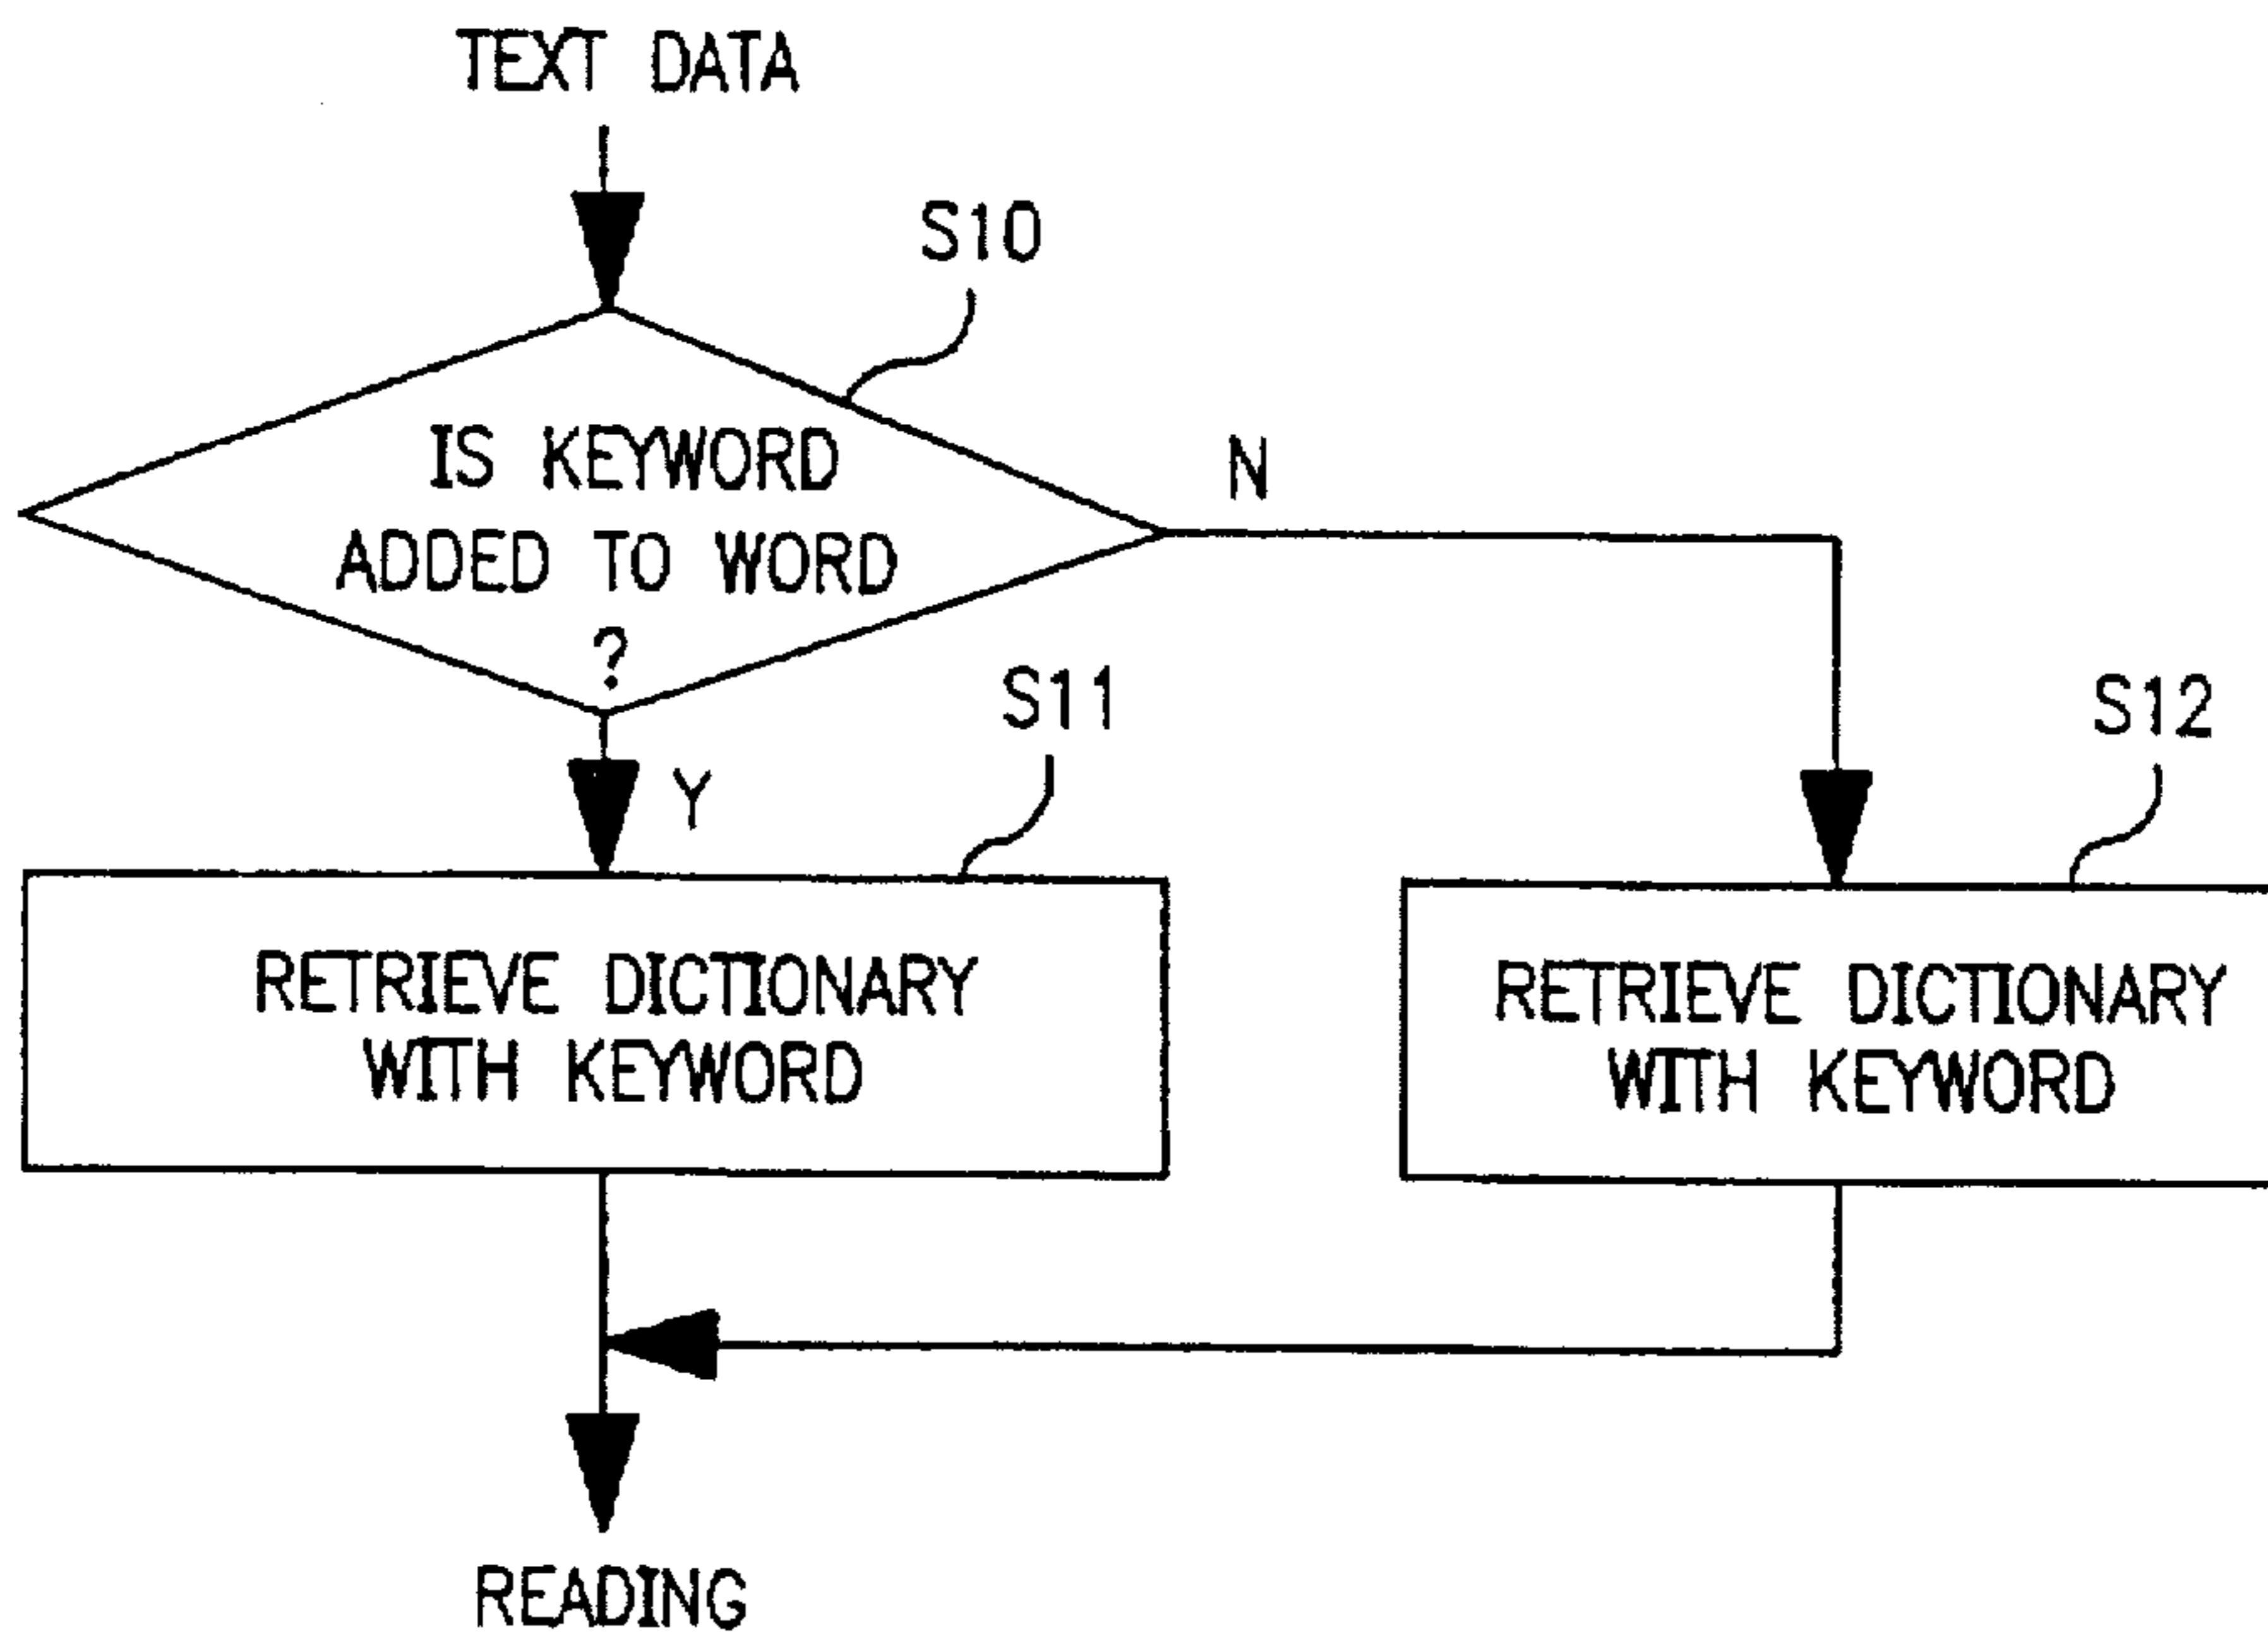 TEXT DATA
S10
IS KEYWORD
ADDED TO WORD
?
N
Y
S11
S12
RETRIEVE DICTIONARY
WITH KEYWORD
RETRIEVE DICTIONARY
WITH KEYWORD
READING